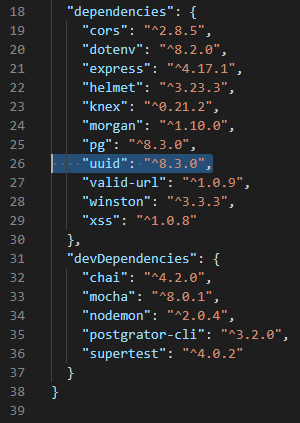 18 "dependencies": {
19 "cors": "^2.8.5",
20 "dotenv": "^8.2.0",
21 "express": "^4.17.1",
22 "helmet": "^3.23.3",
23 "knex": "^0.21.2",
24 "morgan": "^1.10.0",
25 "pg": "^8.3.0",
26 "uuid": "^8.3.0",
27 "valid-url": "^1.0.9",
28 "winston": "^3.3.3",
29 "xss": "^1.0.8"
30 },
31 "devDependencies": {
32 "chai": "^4.2.0",
33 "mocha": "^8.0.1",
34 "nodemon": "^2.0.4",
35 "postgrator-cli": "^3.2.0",
36 "supertest": "^4.0.2"
37 }
38 }
39